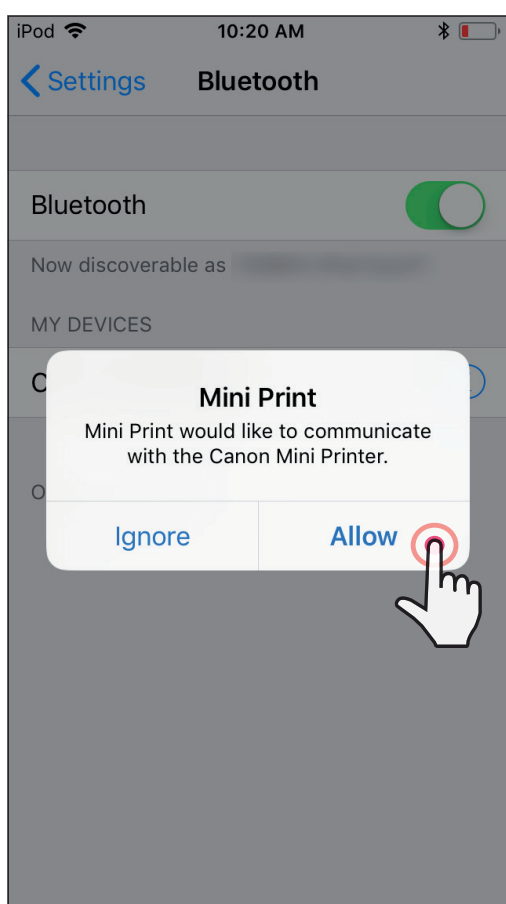 iPod 10:20 AM
Settings Bluetooth
Bluetooth
Now discoverable as
MY DEVICES
Mini Print
Mini Print would like to communicate
with the Canon Mini Printer.
Ignore Allow